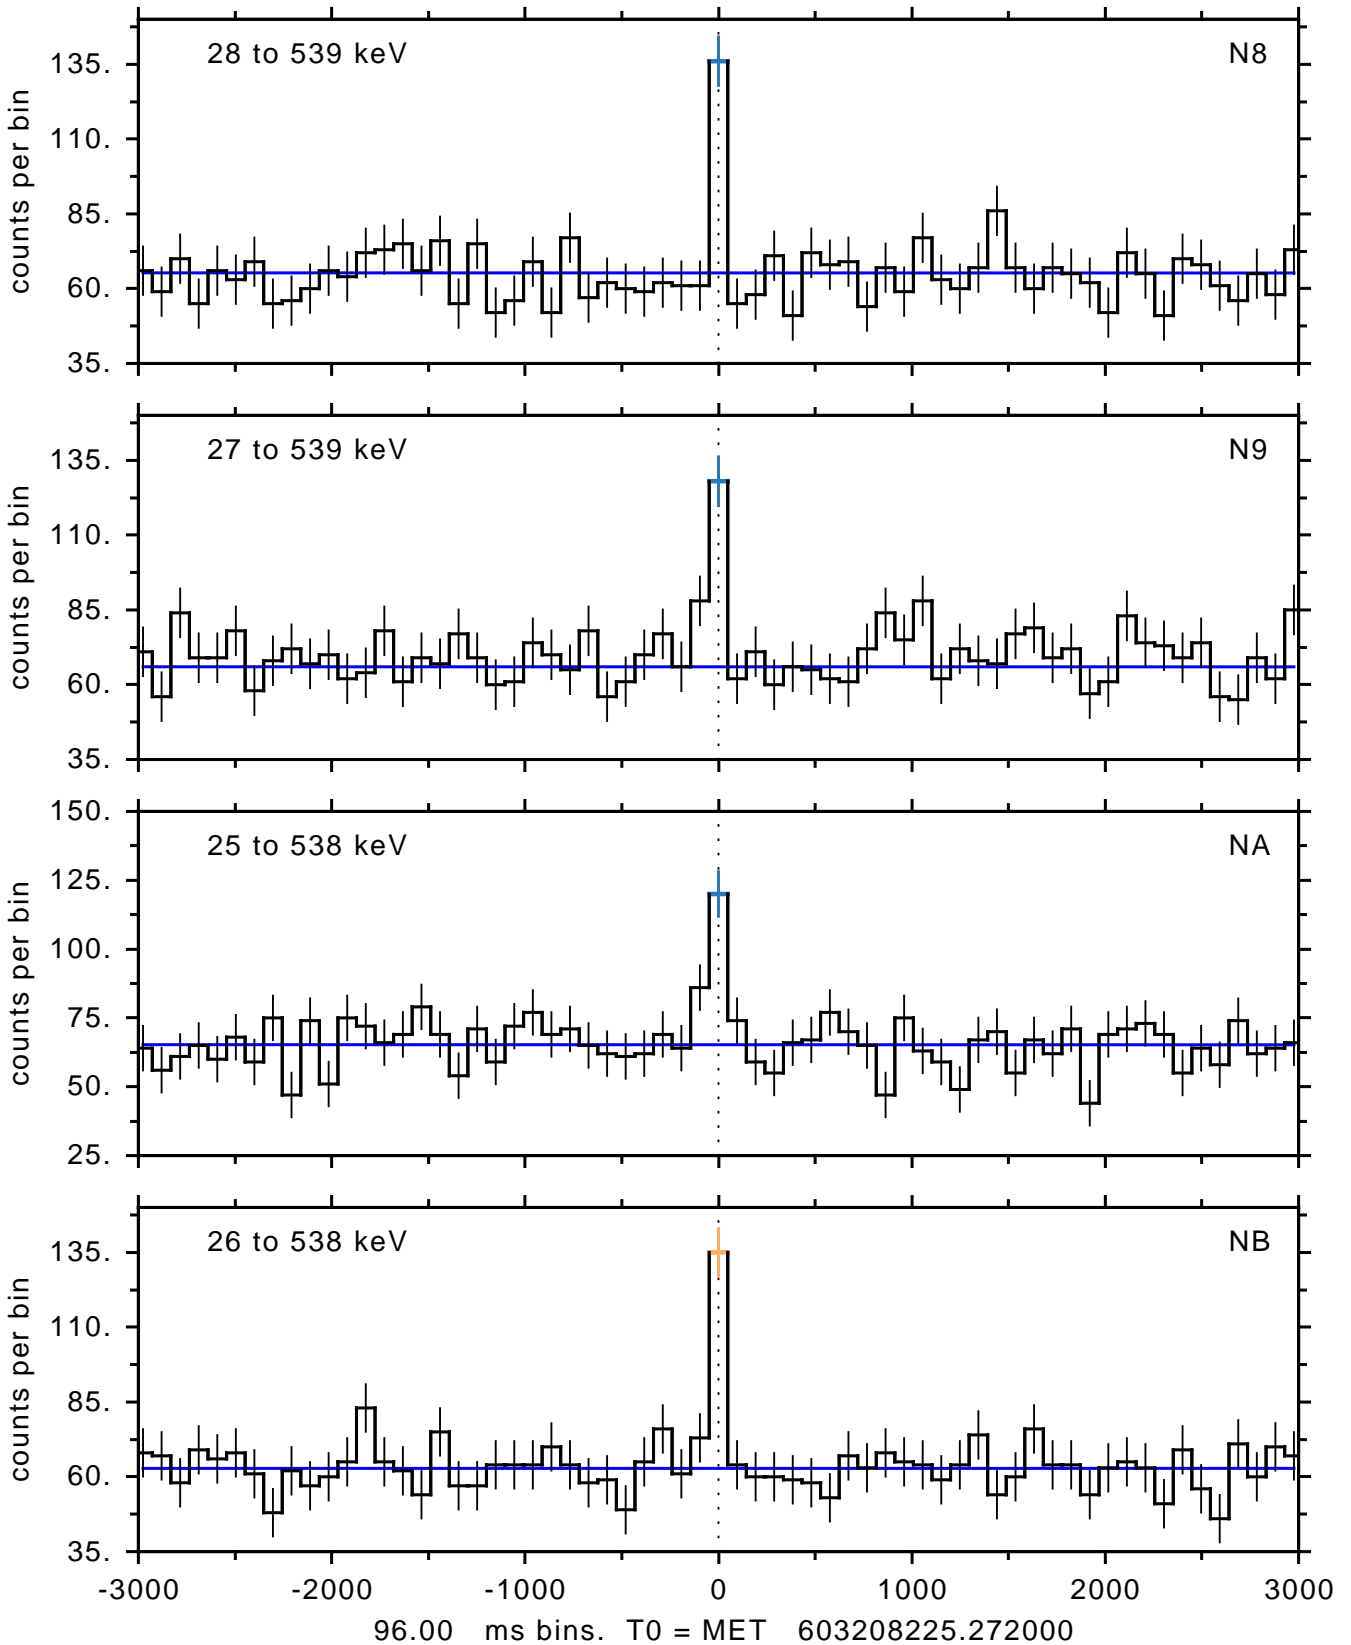 28 to 539 keV N8
135.
110.
85.
60.
35.
counts per bin
27 to 539 keV N9
135.
110.
85.
60.
35.
counts per bin
150.
25 to 538 keV NA
125.
100.
75.
50.
25.
counts per bin
26 to 538 keV NB
135.
110.
85.
60.
35.
counts per bin
-3000 -2000 -1000 0 1000 2000 3000
96.00 ms bins. T0 = MET 603208225.272000